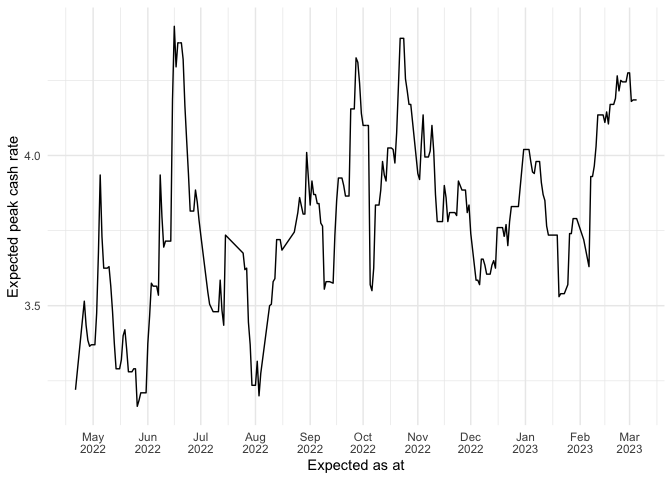 Expected peak cash rate
4.0
3.5
May Jun Jul Aug Sep Oct Nov Dec Jan Feb Mar
2022 2022 2022 2022 2022 2022 2022 2022 2023 2023 2023
Expected as at